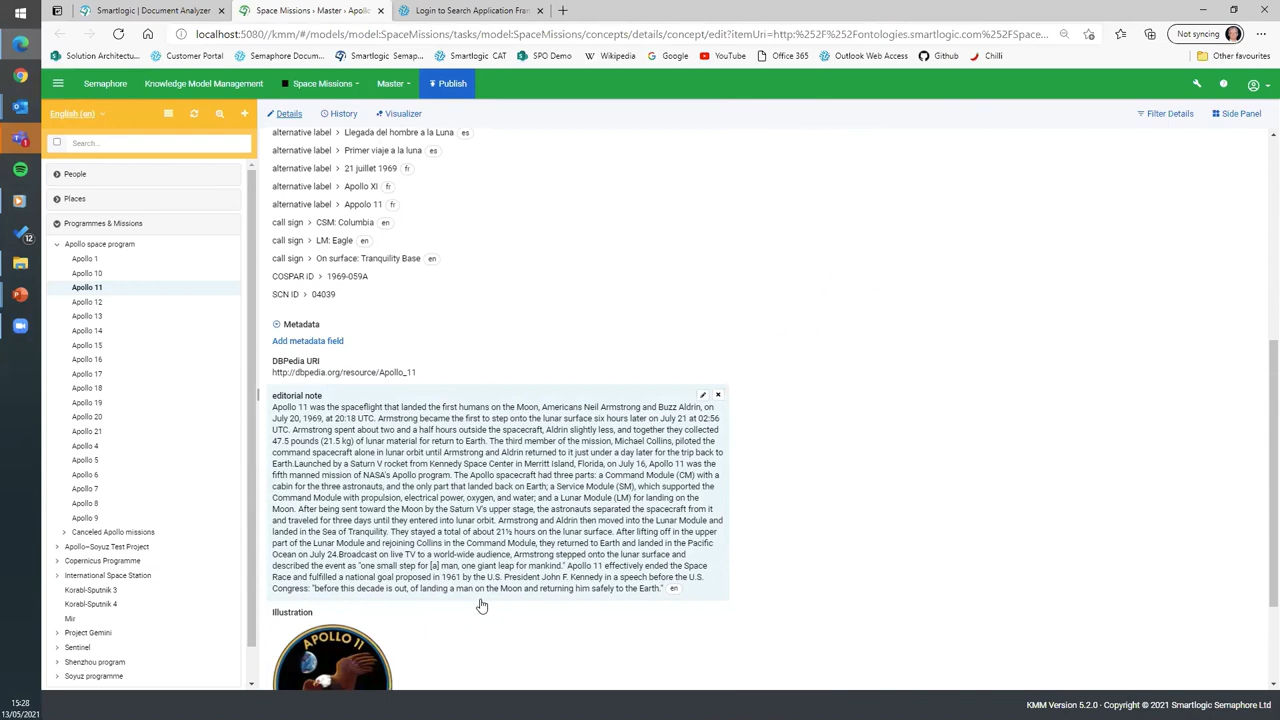 Smartlogic | Document Analyzer
Space Missions > Master > Apollo
Login to Search Application Fram
localhost:5080//kmm/#/models/model:SpaceMissions/tasks/model:SpaceMissions/concepts/details/concept/edit?itemUri=http:%252F%252Fontologies.smartlogic.com%252FSpace...
Not syncing
Solution Architectu...
Customer Portal
Semaphore Docum...
Smartlogic Semap...
Smartlogic CAT
SPO Demo
Wikipedia
Google
YouTube
Office 365
Outlook Web Access
Github
Chilli
Other favourites
Semaphore
Knowledge Model Management
Space Missions
Master
Publish
English (en)
Details
History
Visualizer
Filter Details
Side Panel
Search...
People
Places
Programmes & Missions
Apollo space program
Apollo 1
Apollo 10
Apollo 11
Apollo 12
Apollo 13
Apollo 14
Apollo 15
Apollo 16
Apollo 17
Apollo 18
Apollo 19
Apollo 20
Apollo 21
Apollo 4
Apollo 5
Apollo 6
Apollo 7
Apollo 8
Apollo 9
Canceled Apollo missions
Apollo–Soyuz Test Project
Copernicus Programme
International Space Station
Korabl-Sputnik 3
Korabl-Sputnik 4
Mir
Project Gemini
Sentinel
Shenzhou program
Soyuz programme
alternative label > Llegada del hombre a la Luna es
alternative label > Primer viaje a la luna es
alternative label > 21 juillet 1969 fr
alternative label > Apollo XI fr
alternative label > Appolo 11 fr
call sign > CSM: Columbia en
call sign > LM: Eagle en
call sign > On surface: Tranquility Base en
COSPAR ID > 1969-059A
SCN ID > 04039
Metadata
Add metadata field
DBPedia URI
http://dbpedia.org/resource/Apollo_11
editorial note
Apollo 11 was the spaceflight that landed the first humans on the Moon, Americans Neil Armstrong and Buzz Aldrin, on
July 20, 1969, at 20:18 UTC. Armstrong became the first to step onto the lunar surface six hours later on July 21 at 02:56
UTC. Armstrong spent about two and a half hours outside the spacecraft, Aldrin slightly less, and together they collected
47.5 pounds (21.5 kg) of lunar material for return to Earth. The third member of the mission, Michael Collins, piloted the
command spacecraft alone in lunar orbit until Armstrong and Aldrin returned to it just under a day later for the trip back to
Earth.Launched by a Saturn V rocket from Kennedy Space Center in Merritt Island, Florida, on July 16, Apollo 11 was the
fifth manned mission of NASA's Apollo program. The Apollo spacecraft had three parts: a Command Module (CM) with a
cabin for the three astronauts, and the only part that landed back on Earth; a Service Module (SM), which supported the
Command Module with propulsion, electrical power, oxygen, and water; and a Lunar Module (LM) for landing on the
Moon. After being sent toward the Moon by the Saturn V's upper stage, the astronauts separated the spacecraft from it
and traveled for three days until they entered into lunar orbit. Armstrong and Aldrin then moved into the Lunar Module and
landed in the Sea of Tranquility. They stayed a total of about 21½ hours on the lunar surface. After lifting off in the upper
part of the Lunar Module and rejoining Collins in the Command Module, they returned to Earth and landed in the Pacific
Ocean on July 24.Broadcast on live TV to a world-wide audience, Armstrong stepped onto the lunar surface and
described the event as "one small step for [a] man, one giant leap for mankind." Apollo 11 effectively ended the Space
Race and fulfilled a national goal proposed in 1961 by the U.S. President John F. Kennedy in a speech before the U.S.
Congress: "before this decade is out, of landing a man on the Moon and returning him safely to the Earth." en
Illustration
APOLLO 11
12
15:28
13/05/2021
KMM Version 5.2.0 · Copyright © 2021 Smartlogic Semaphore Ltd